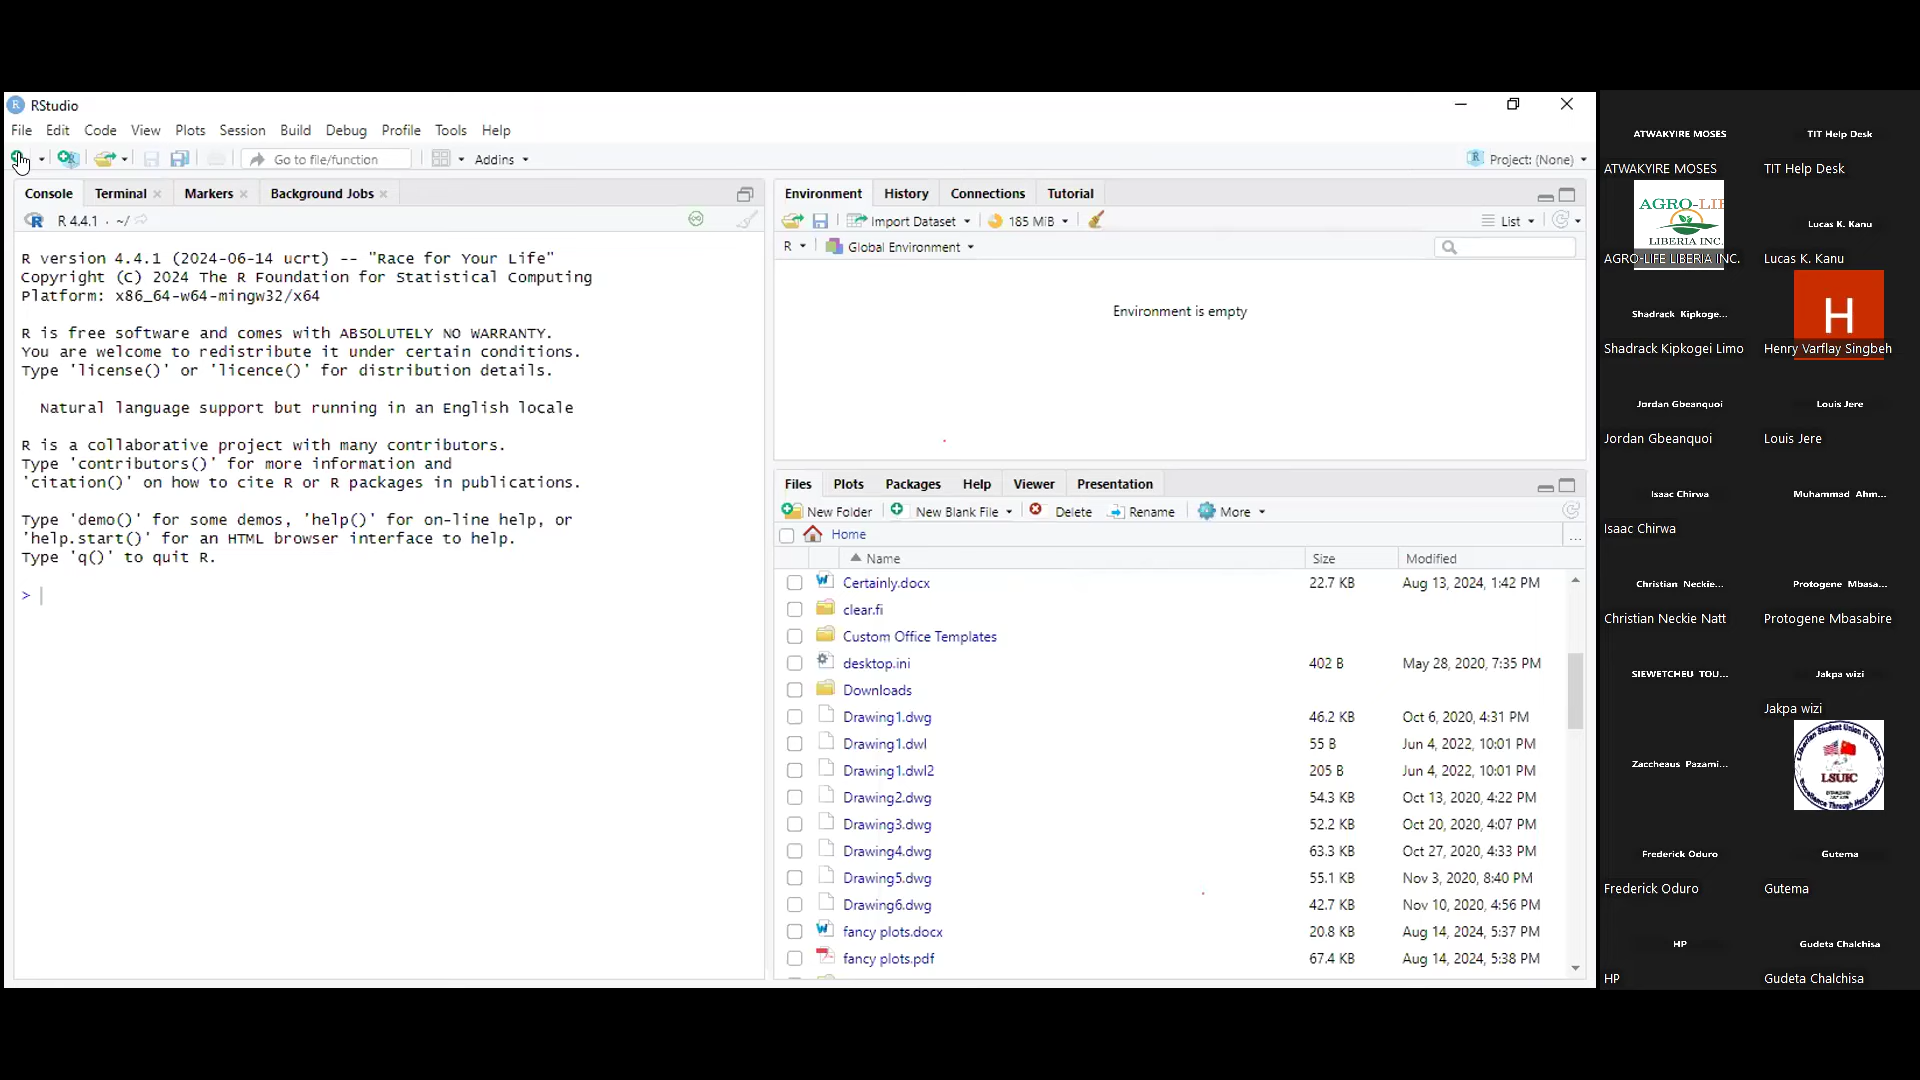 RStudio
File Edit Code View Plots Session Build Debug Profile Tools Help
Go to file/function Addins Project: (None)
Console Terminal Markers Background Jobs
R 4.4.1 · ~/
R version 4.4.1 (2024-06-14 ucrt) -- "Race for Your Life"
Copyright (C) 2024 The R Foundation for Statistical Computing
Platform: x86_64-w64-mingw32/x64
R is free software and comes with ABSOLUTELY NO WARRANTY.
You are welcome to redistribute it under certain conditions.
Type 'license()' or 'licence()' for distribution details.
Natural language support but running in an English locale
R is a collaborative project with many contributors.
Type 'contributors()' for more information and
'citation()' on how to cite R or R packages in publications.
Type 'demo()' for some demos, 'help()' for on-line help, or
'help.start()' for an HTML browser interface to help.
Type 'q()' to quit R.
>
Environment History Connections Tutorial
Import Dataset 185 MiB List
R Global Environment
Environment is empty
Files Plots Packages Help Viewer Presentation
New Folder New Blank File Delete Rename More
Home ...
Name Size Modified
Certainly.docx 22.7 KB Aug 13, 2024, 1:42 PM
clear.fi
Custom Office Templates
desktop.ini 402 B May 28, 2020, 7:35 PM
Downloads
Drawing1.dwg 46.2 KB Oct 6, 2020, 4:31 PM
Drawing1.dwl 55 B Jun 4, 2022, 10:01 PM
Drawing1.dwl2 205 B Jun 4, 2022, 10:01 PM
Drawing2.dwg 54.3 KB Oct 13, 2020, 4:22 PM
Drawing3.dwg 52.2 KB Oct 20, 2020, 4:07 PM
Drawing4.dwg 63.3 KB Oct 27, 2020, 4:33 PM
Drawing5.dwg 55.1 KB Nov 3, 2020, 8:40 PM
Drawing6.dwg 42.7 KB Nov 10, 2020, 4:56 PM
fancy plots.docx 20.8 KB Aug 14, 2024, 5:37 PM
fancy plots.pdf 67.4 KB Aug 14, 2024, 5:38 PM
ATWAKYIRE MOSES TIT Help Desk
ATWAKYIRE MOSES TIT Help Desk
AGRO-LIF
LIBERIA INC.
Lucas K. Kanu
AGRO-LIFE LIBERIA INC. Lucas K. Kanu
Shadrack Kipkoge... H
Shadrack Kipkogei Limo Henry Varflay Singbeh
Jordan Gbeanquoi Louis Jere
Jordan Gbeanquoi Louis Jere
Isaac Chirwa Muhammad Ahm...
Isaac Chirwa
Christian Neckie... Protogene Mbasa...
Christian Neckie Natt Protogene Mbasabire
SIEWETCHEU TOU... Jakpa wizi
Jakpa wizi
Zaccheaus Pazami...
Liberian Student Union in China
LSUIC
Excellence Through Hard Work
Frederick Oduro Gutema
Frederick Oduro Gutema
HP Gudeta Chalchisa
HP Gudeta Chalchisa